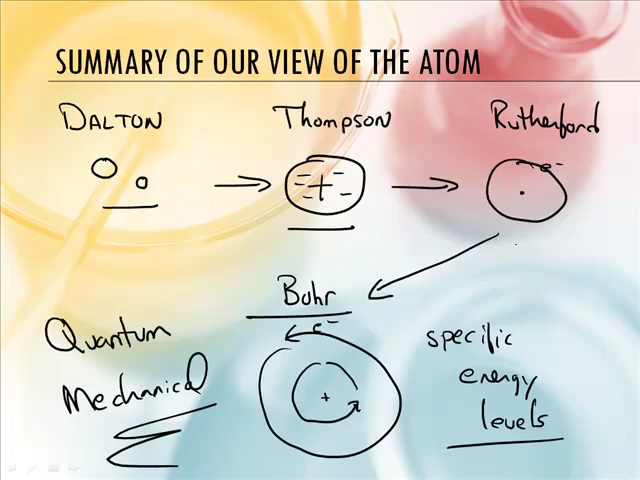 SUMMARY OF OUR VIEW OF THE ATOM
DALTON
Thompson
Rutherford
+
e-
Bohr
e-
+
Quantum
Mechanical
specific
energy
levels